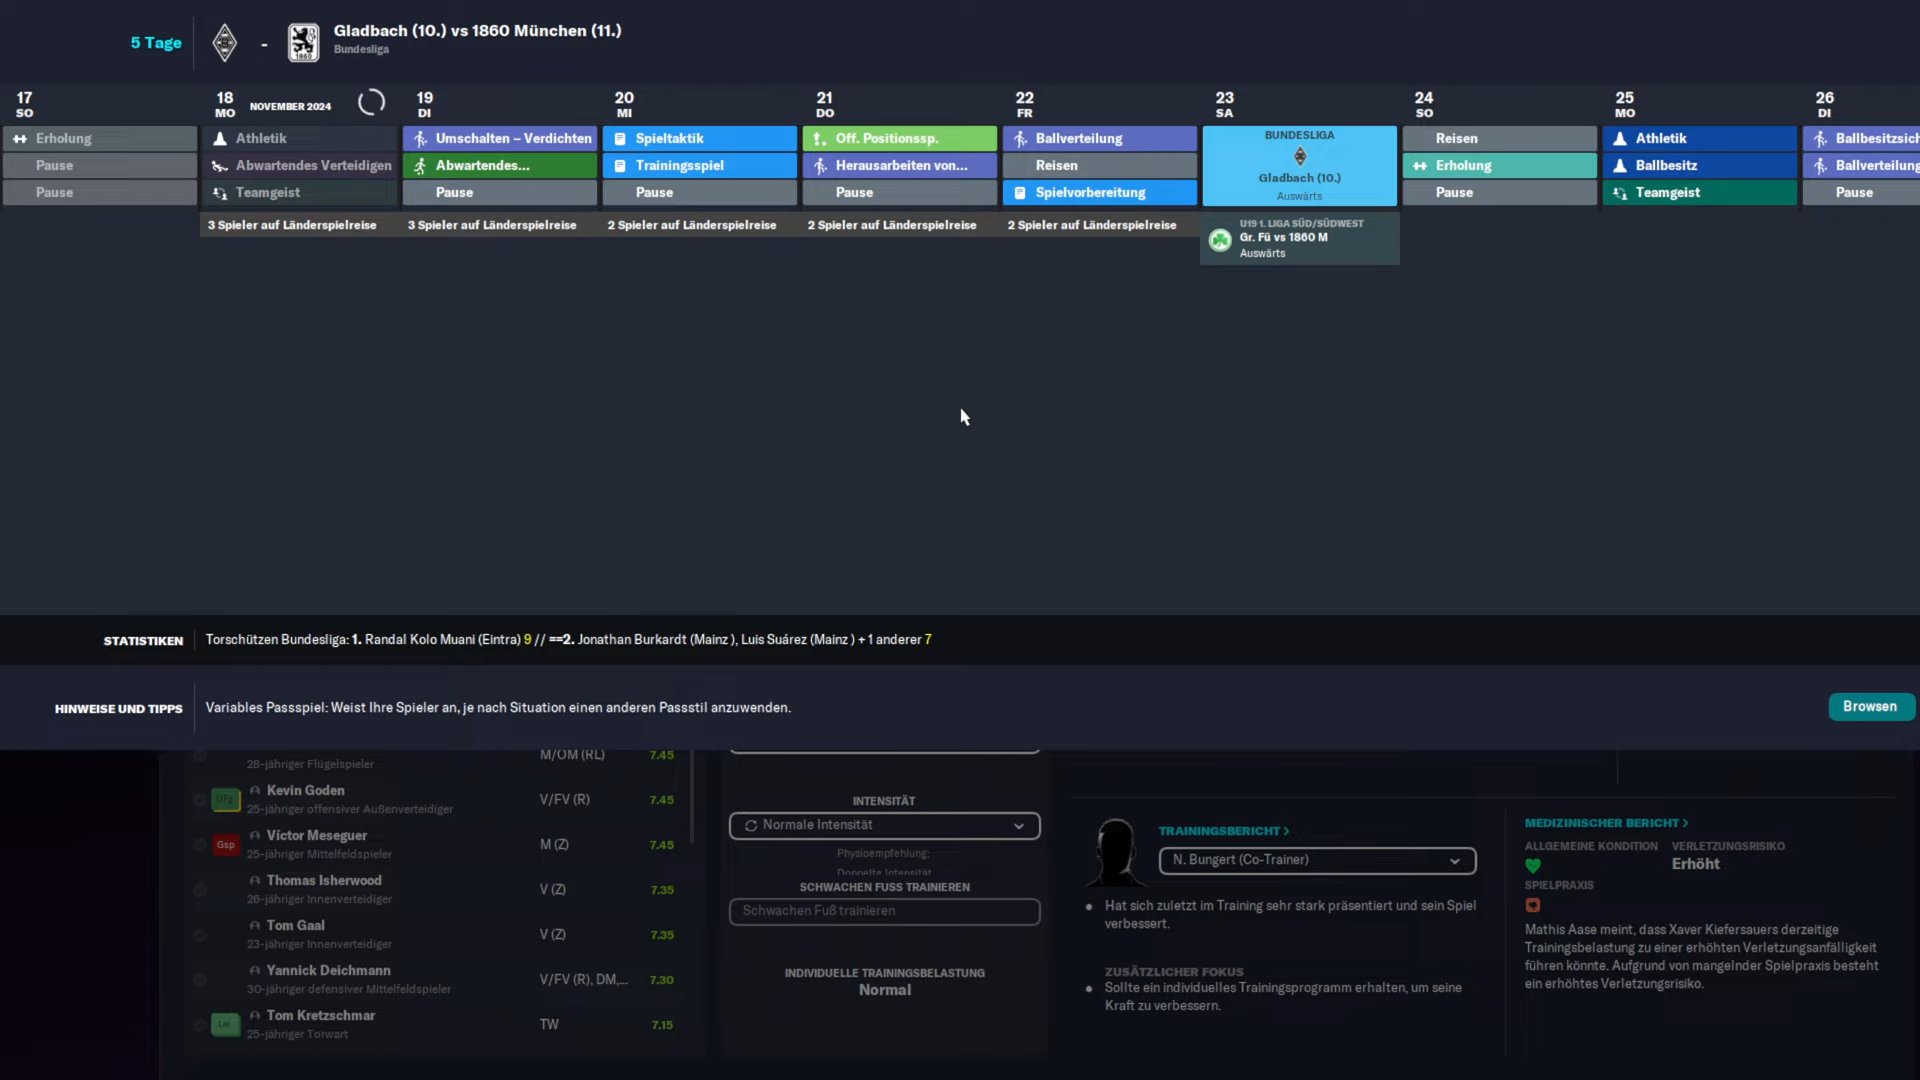 5 Tage
-
Gladbach (10.) vs 1860 München (11.)
Bundesliga
17
SO
18
MO
NOVEMBER 2024
19
DI
20
MI
21
DO
22
FR
23
SA
24
SO
25
MO
26
DI
Erholung
Pause
Pause
Athletik
Abwartendes Verteidigen
Teamgeist
3 Spieler auf Länderspielreise
Umschalten – Verdichten
Abwartendes...
Pause
3 Spieler auf Länderspielreise
Spieltaktik
Trainingsspiel
Pause
2 Spieler auf Länderspielreise
Off. Positionssp.
Herausarbeiten von...
Pause
2 Spieler auf Länderspielreise
Ballverteilung
Reisen
Spielvorbereitung
2 Spieler auf Länderspielreise
BUNDESLIGA
Gladbach (10.)
Auswärts
U19 1. LIGA SÜD/SÜDWEST
Gr. Fü vs 1860 M
Auswärts
Reisen
Erholung
Pause
Athletik
Ballbesitz
Teamgeist
Ballbesitzsich
Ballverteilung
Pause
STATISTIKEN
Torschützen Bundesliga: 1. Randal Kolo Muani (Eintra) 9 // ==2. Jonathan Burkardt (Mainz ), Luis Suárez (Mainz ) + 1 anderer 7
HINWEISE UND TIPPS
Variables Passspiel: Weist Ihre Spieler an, je nach Situation einen anderen Passstil anzuwenden.
Browsen
M/OM (RL)
7.45
28-jähriger Flügelspieler
Kevin Goden
25-jähriger offensiver Außenverteidiger
V/FV (R)
7.45
Gsp
Víctor Meseguer
25-jähriger Mittelfeldspieler
M (Z)
7.45
Thomas Isherwood
26-jähriger Innenverteidiger
V (Z)
7.35
Tom Gaal
23-jähriger Innenverteidiger
V (Z)
7.35
Yannick Deichmann
30-jähriger defensiver Mittelfeldspieler
V/FV (R), DM,...
7.30
Tom Kretzschmar
25-jähriger Torwart
TW
7.15
INTENSITÄT
Normale Intensität
Physioempfehlung:
Doppelte Intensität
SCHWACHEN FUSS TRAINIEREN
Schwachen Fuß trainieren
INDIVIDUELLE TRAININGSBELASTUNG
Normal
TRAININGSBERICHT >
N. Bungert (Co-Trainer)
Hat sich zuletzt im Training sehr stark präsentiert und sein Spiel
verbessert.
ZUSÄTZLICHER FOKUS
Sollte ein individuelles Trainingsprogramm erhalten, um seine
Kraft zu verbessern.
MEDIZINISCHER BERICHT >
ALLGEMEINE KONDITION
VERLETZUNGSRISIKO
Erhöht
SPIELPRAXIS
Mathis Aase meint, dass Xaver Kiefersauers derzeitige
Trainingsbelastung zu einer erhöhten Verletzungsanfälligkeit
führen könnte. Aufgrund von mangelnder Spielpraxis besteht
ein erhöhtes Verletzungsrisiko.